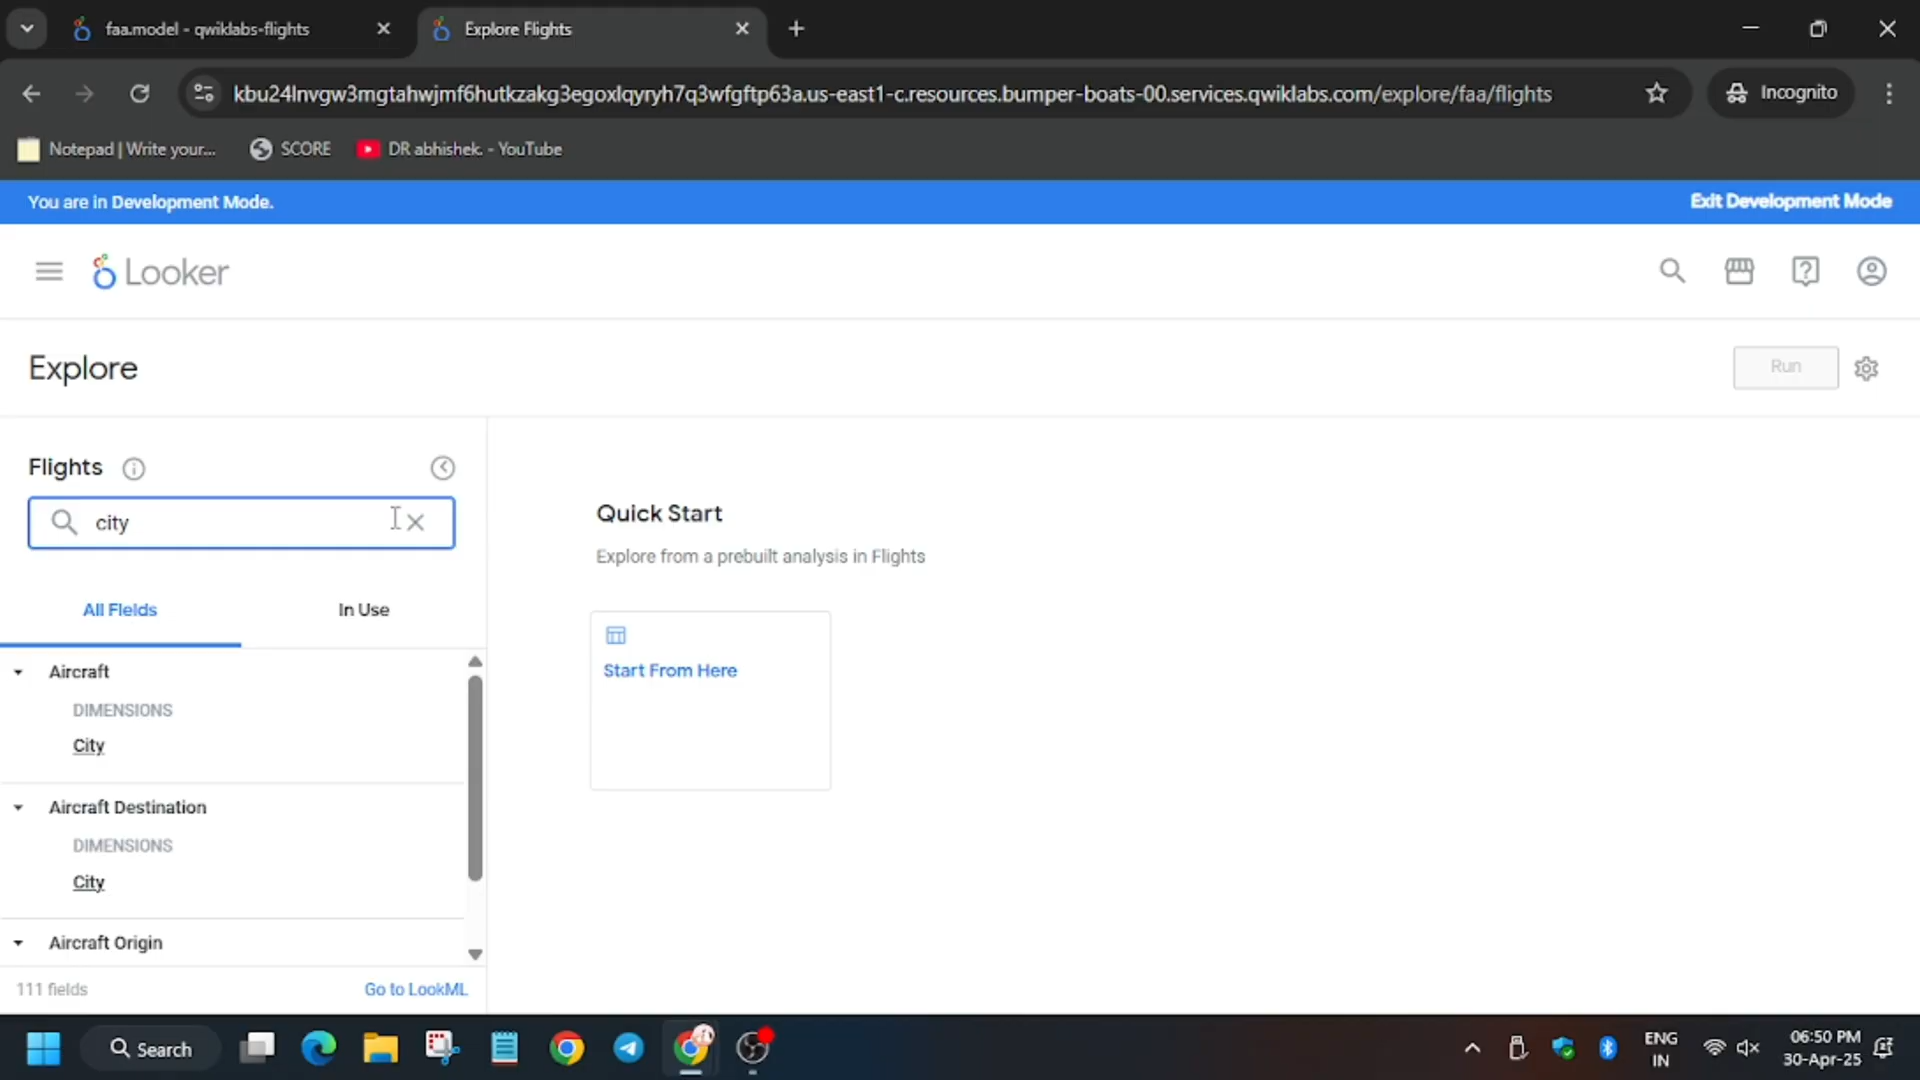 faa.model - qwiklabs-flights
Explore Flights
kbu24lnvgw3mgtahwjmf6hutkzakg3egoxlqyryh7q3wfgftp63a.us-east1-c.resources.bumper-boats-00.services.qwiklabs.com/explore/faa/flights
Incognito
Notepad | Write your...
SCORE
DR abhishek. - YouTube
You are in Development Mode.
Exit Development Mode
Looker
Explore
Run
Flights
city
All Fields
In Use
Aircraft
DIMENSIONS
City
Aircraft Destination
DIMENSIONS
City
Aircraft Origin
111 fields
Go to LookML
Quick Start
Explore from a prebuilt analysis in Flights
Start From Here
Search
ENG
IN
06:50 PM
30-Apr-25